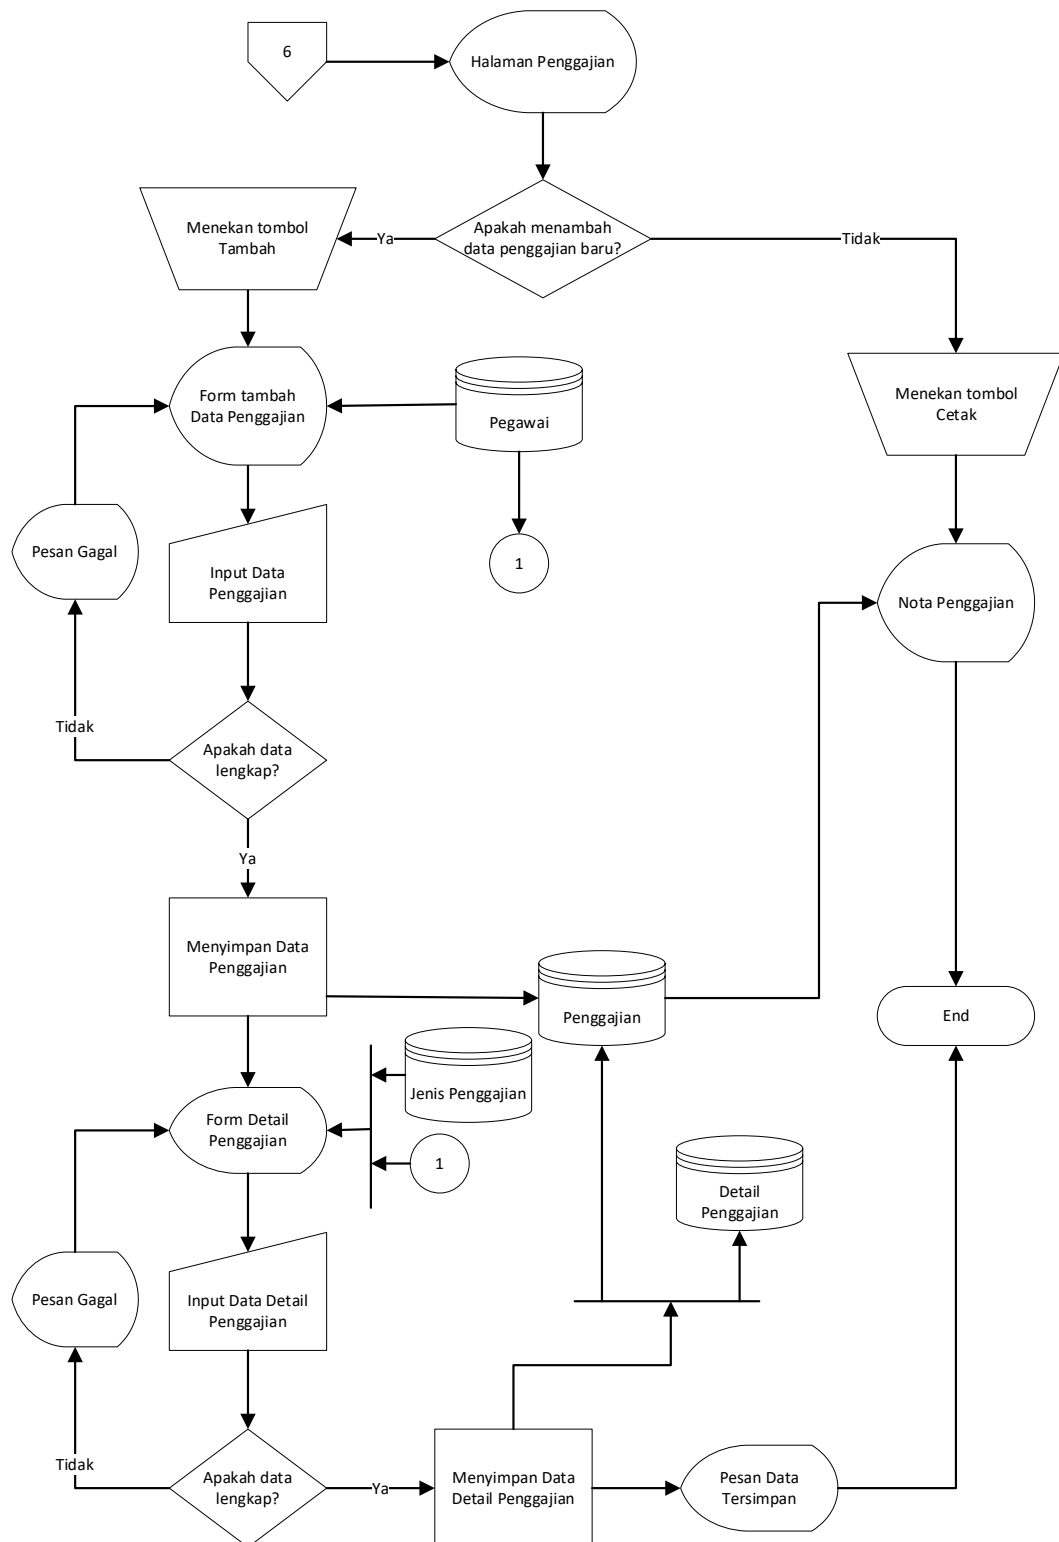 6
Halaman Penggajian
Apakah menambah
data penggajian baru?
Ya
Tidak
Menekan tombol
Tambah
Form tambah
Data Penggajian
Pegawai
Menekan tombol
Cetak
Pesan Gagal
1
Input Data
Penggajian
Nota Penggajian
Tidak
Apakah data
lengkap?
Ya
Menyimpan Data
Penggajian
Penggajian
End
Jenis Penggajian
Form Detail
Penggajian
1
Detail
Penggajian
Pesan Gagal
Input Data Detail
Penggajian
Tidak
Apakah data
lengkap?
Ya
Menyimpan Data
Detail Penggajian
Pesan Data
Tersimpan